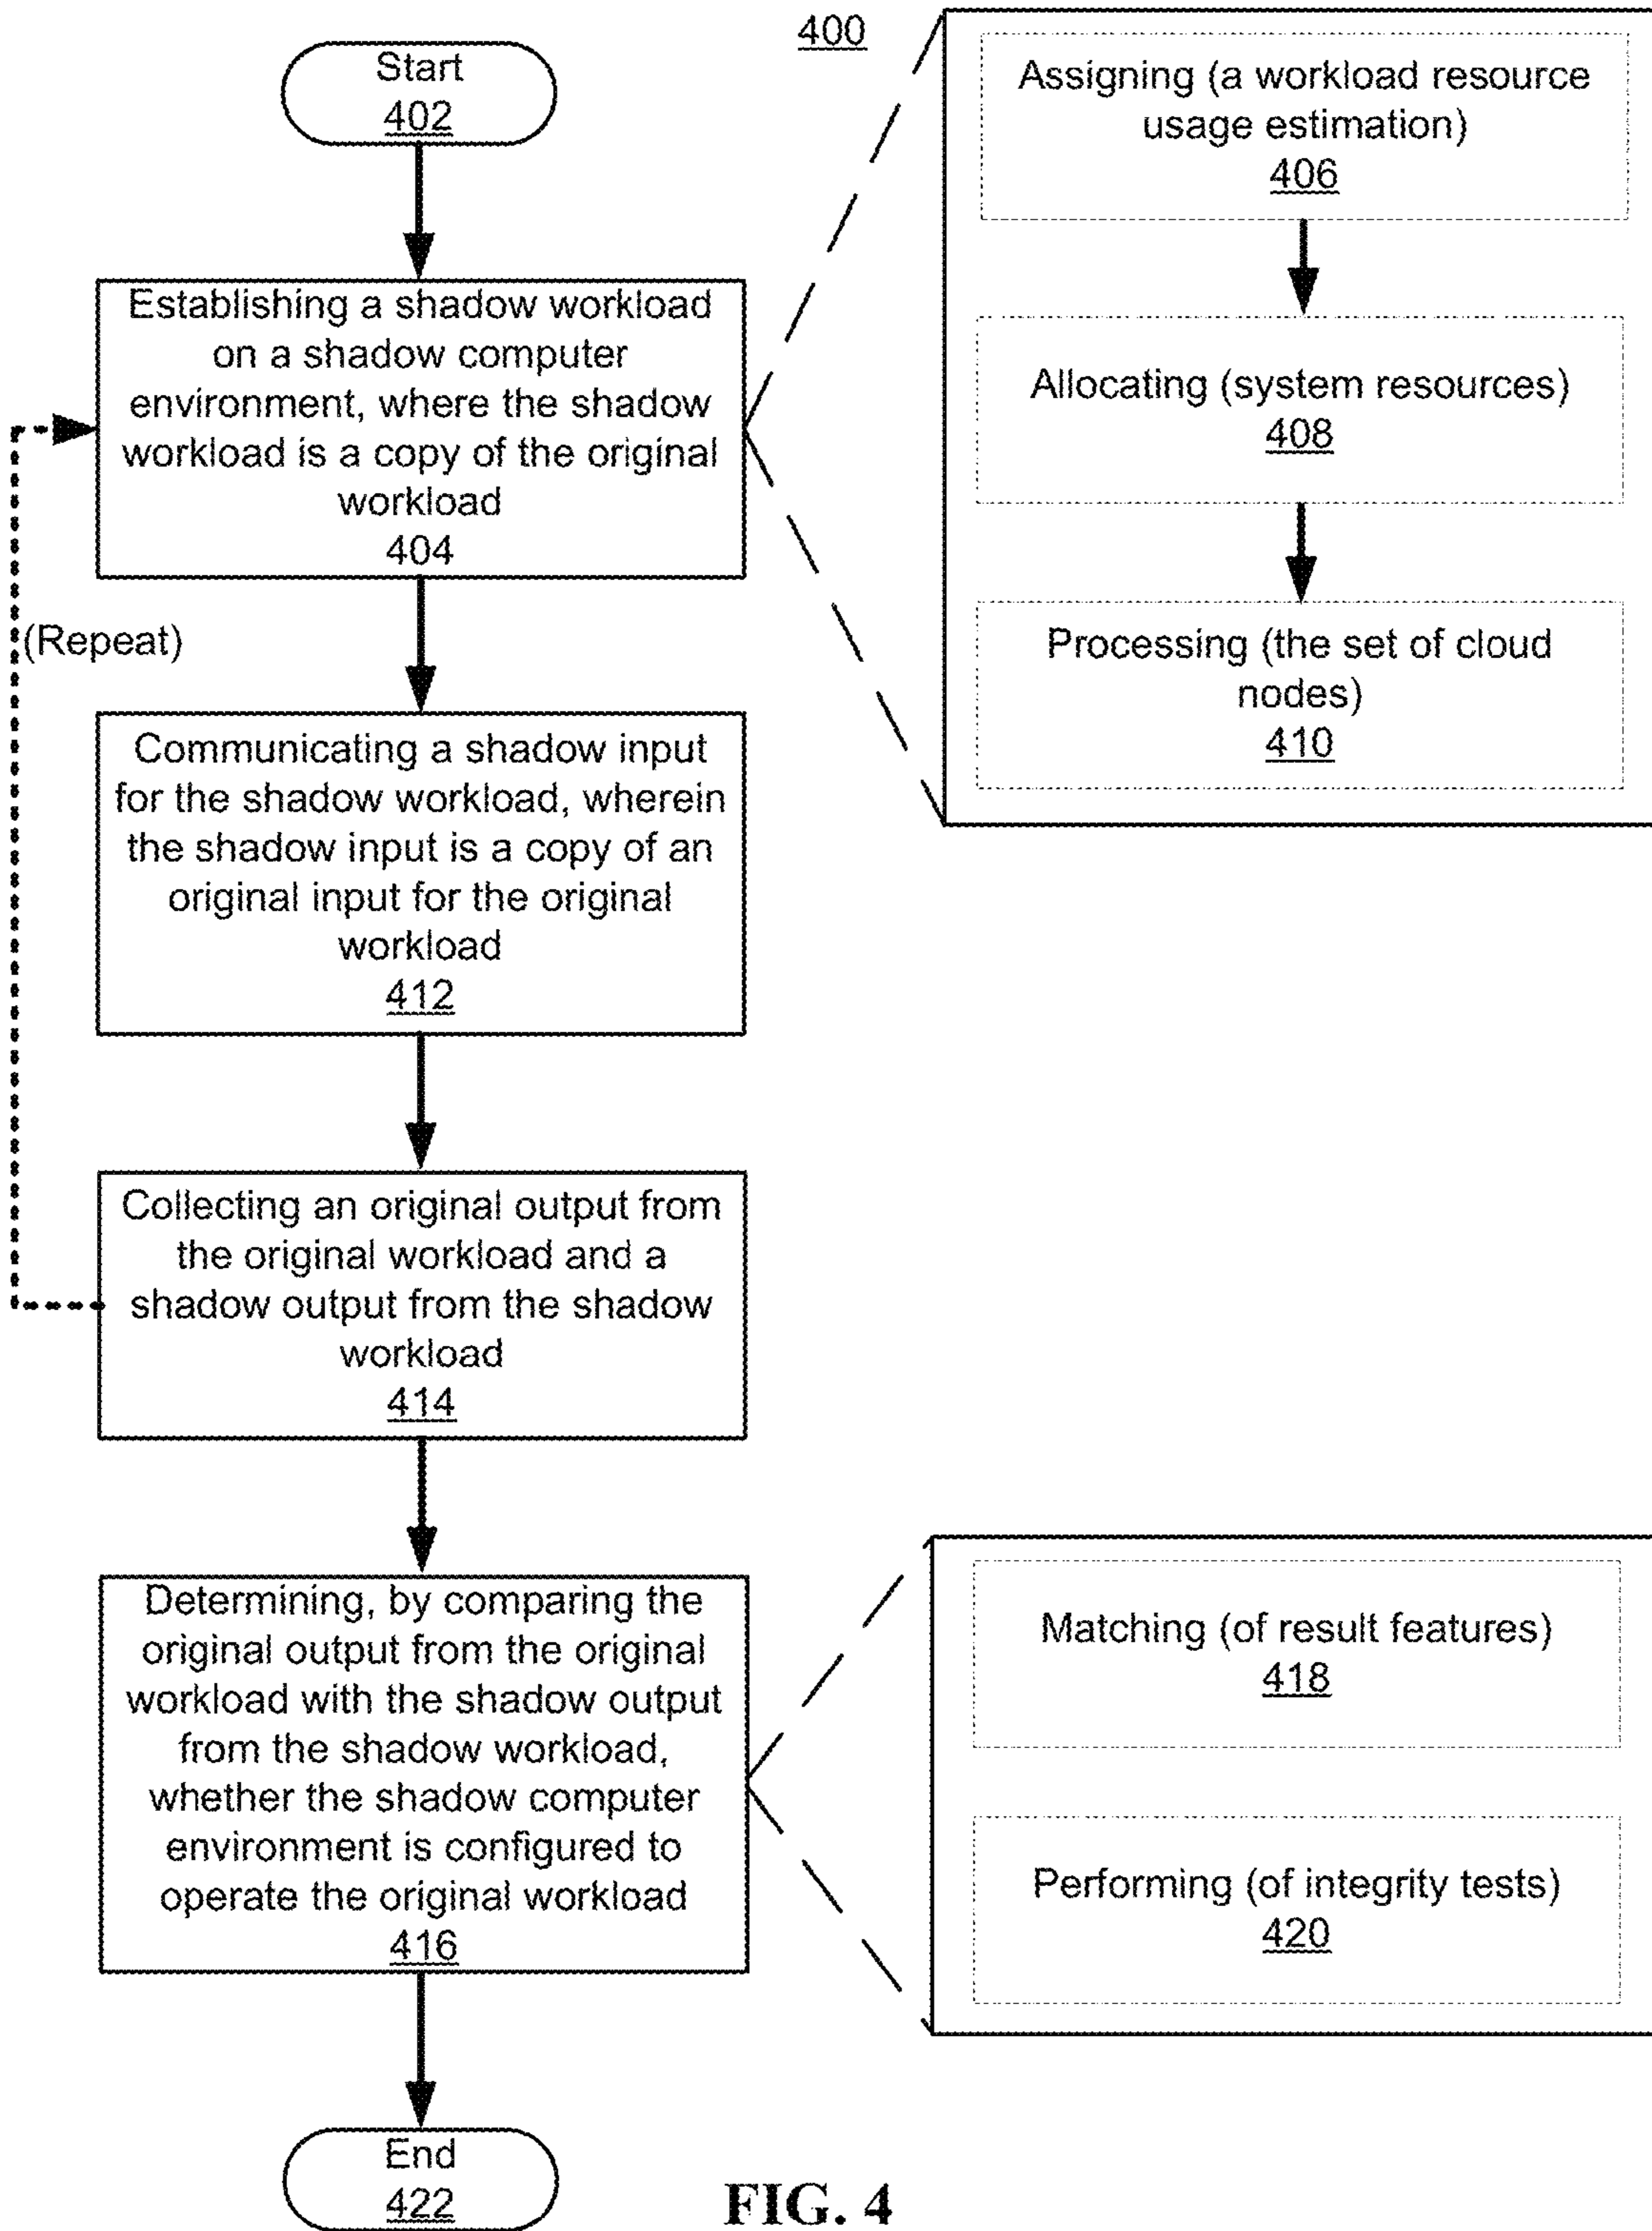 400
Start
402
Establishing a shadow workload
on a shadow computer
environment, where the shadow
workload is a copy of the original
workload
404
Assigning (a workload resource
usage estimation)
406
Allocating (system resources)
408
Processing (the set of cloud
nodes)
410
(Repeat)
Communicating a shadow input
for the shadow workload, wherein
the shadow input is a copy of an
original input for the original
workload
412
Collecting an original output from
the original workload and a
shadow output from the shadow
workload
414
Determining, by comparing the
original output from the original
workload with the shadow output
from the shadow workload,
whether the shadow computer
environment is configured to
operate the original workload
416
Matching (of result features)
418
Performing (of integrity tests)
420
End
422
FIG. 4